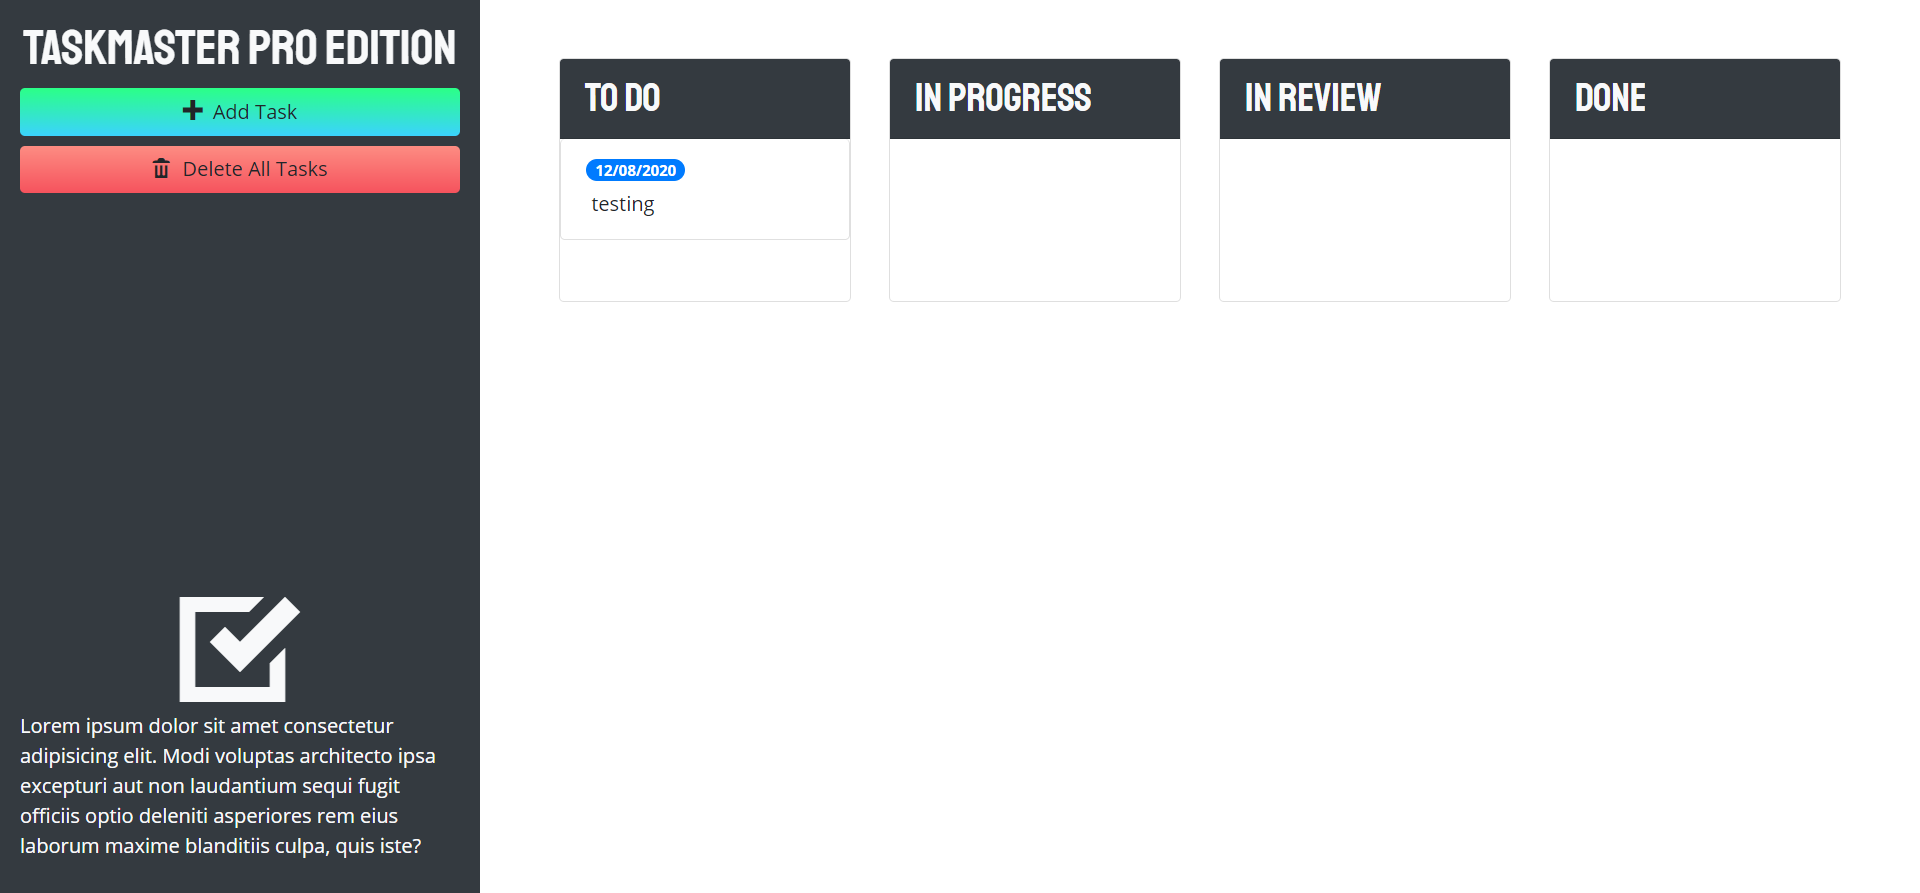 TASKMASTER PRO EDITION
Add Task
Delete All Tasks
Lorem ipsum dolor sit amet consectetur
adipisicing elit. Modi voluptas architecto ipsa
excepturi aut non laudantium sequi fugit
officiis optio deleniti asperiores rem eius
laborum maxime blanditiis culpa, quis iste?
TO DO
12/08/2020
testing
IN PROGRESS
IN REVIEW
DONE